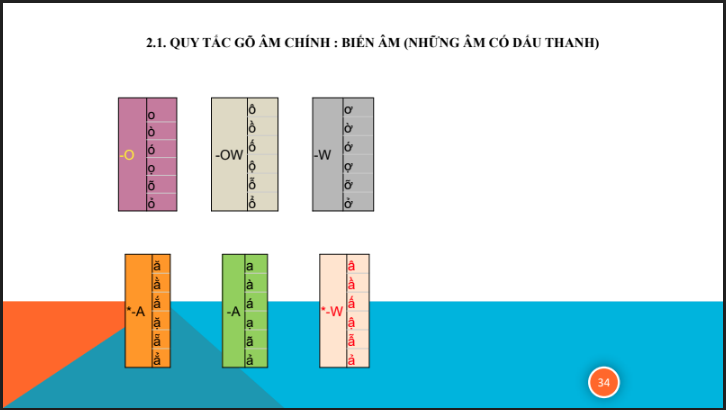 2.1. QUY TẮC GÕ ÂM CHÍNH : BIẾN ÂM (NHỮNG ÂM CÓ DẤU THANH)
-O
o
ò
ó
ọ
õ
ỏ
-OW
ô
ồ
ố
ộ
ỗ
ổ
-W
ơ
ờ
ớ
ợ
ỡ
ở
*-A
ă
ằ
ắ
ặ
ẵ
ẳ
-A
a
à
á
ạ
ã
ả
*-W
â
ầ
ấ
ậ
ẫ
ẩ
34